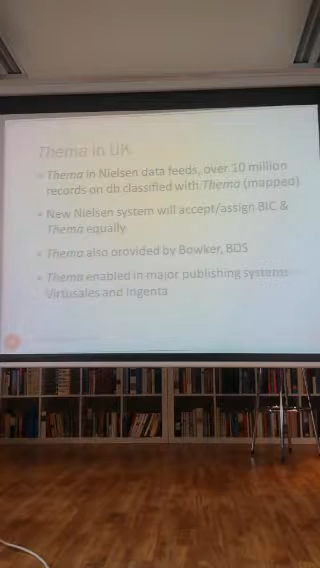 Thema in UK
Thema in Nielsen data feeds, over 10 million
records on db classified with Thema (mapped)
New Nielsen system will accept/assign BIC &
Thema equally
Thema also provided by Bowker, BDS
Thema enabled in major publishing systems
Virtusales and Ingenta